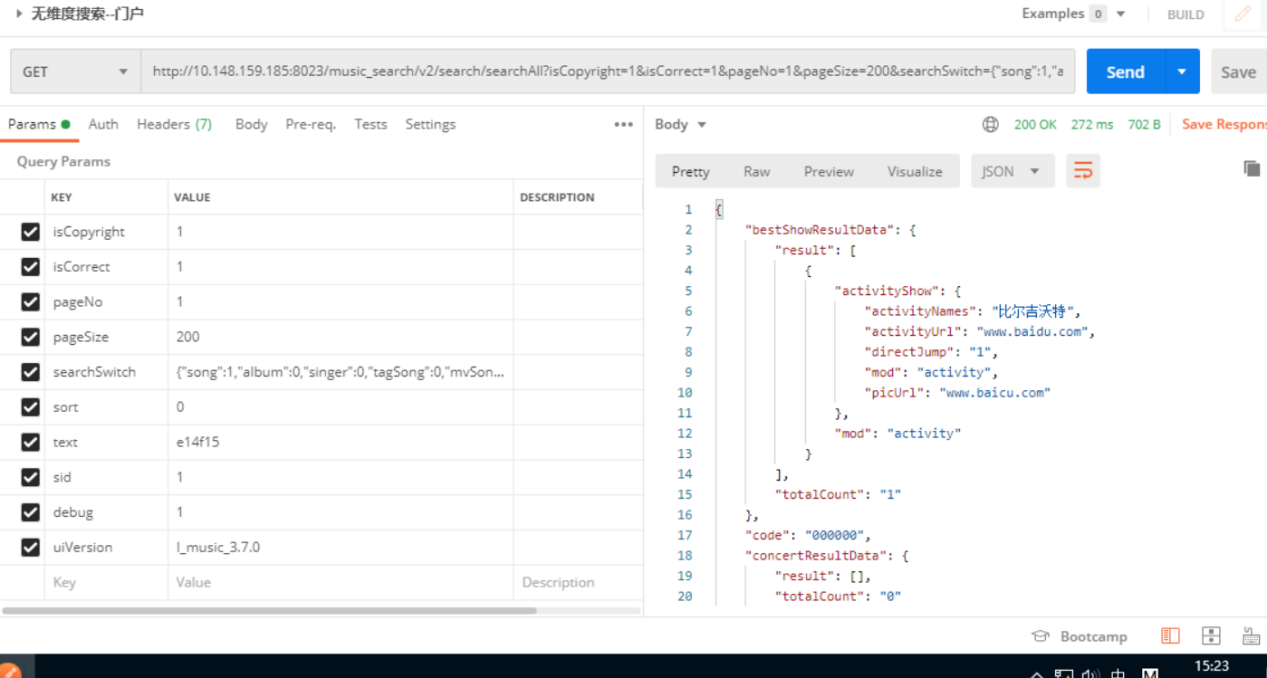 无维度搜索--门户
Examples 0 BUILD
GET http://10.148.159.185:8023/music_search/v2/search/searchAll?isCopyright=1&isCorrect=1&pageNo=1&pageSize=200&searchSwitch={"song":1,"a Send Save
Params Auth Headers (7) Body Pre-req. Tests Settings
Query Params
KEY VALUE DESCRIPTION
isCopyright 1
isCorrect 1
pageNo 1
pageSize 200
searchSwitch {"song":1,"album":0,"singer":0,"tagSong":0,"mvSon...
sort 0
text e14f15
sid 1
debug 1
uiVersion I_music_3.7.0
Key Value Description
Body 200 OK 272 ms 702 B Save Respons
Pretty Raw Preview Visualize JSON
1 {
2 "bestShowResultData": {
3 "result": [
4 {
5 "activityShow": {
6 "activityNames": "比尔吉沃特",
7 "activityUrl": "www.baidu.com",
8 "directJump": "1",
9 "mod": "activity",
10 "picUrl": "www.baicu.com"
11 },
12 "mod": "activity"
13 }
14 ],
15 "totalCount": "1"
16 },
17 "code": "000000",
18 "concertResultData": {
19 "result": [],
20 "totalCount": "0"
Bootcamp
中 M 15:23